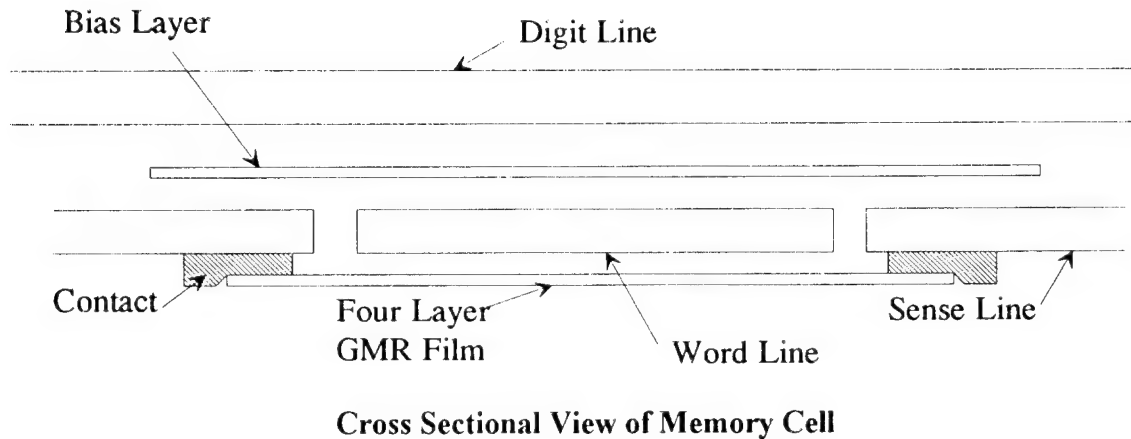 Bias Layer
Digit Line
Contact
Four Layer
GMR Film
Word Line
Sense Line
Cross Sectional View of Memory Cell